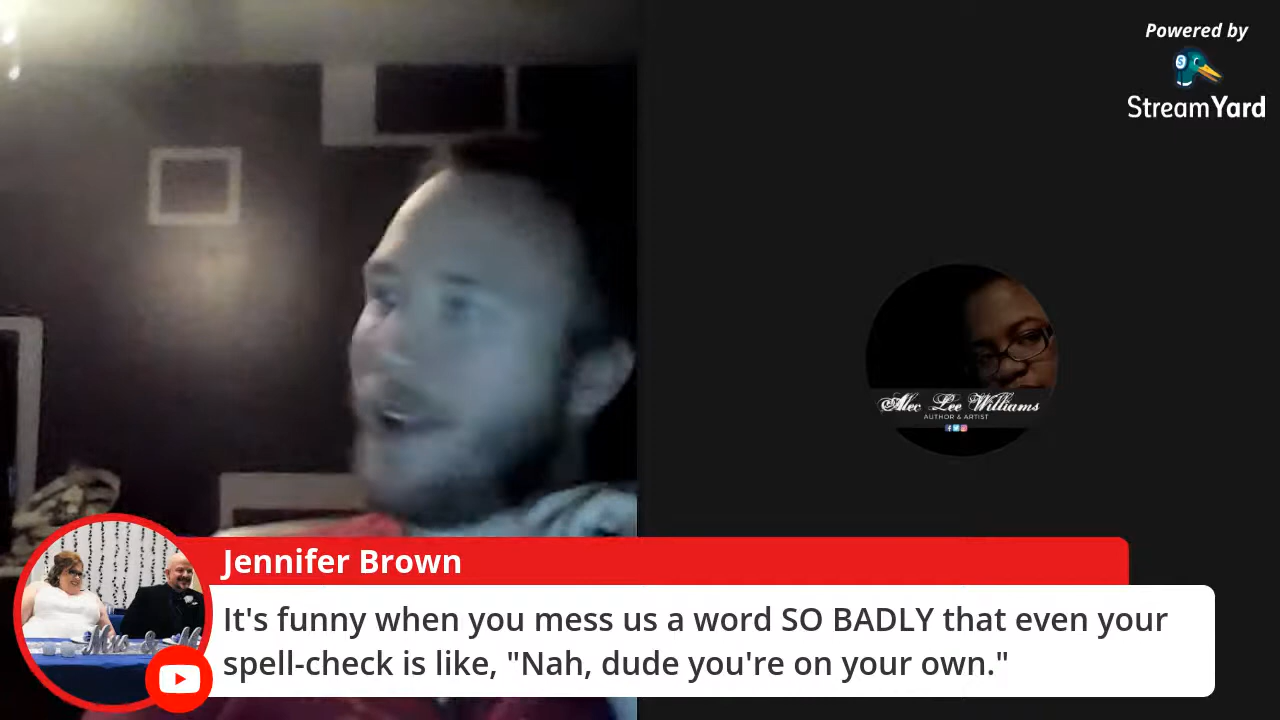 Powered by
StreamYard
Alec Lee Williams
AUTHOR & ARTIST
Jennifer Brown
It's funny when you mess us a word SO BADLY that even your
spell-check is like, "Nah, dude you're on your own."
Mrs &